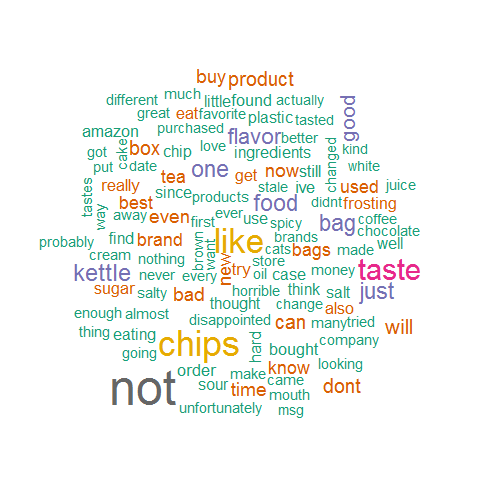 buy product
different much little found actually
great eat favorite plastic tasted
amazon purchased flavor better good
box chip love ingredients kind
got cake
put date tea one get now still changed white
really since products stale ive used juice
tastes best food didnt frosting
way away even first ever use spicy bag coffee
probably find brand like brands chocolate
cream nothing brown want cats bags made well
kettle never every new try oil case money taste
sugar salty bad horrible think salt just
thought change also
enough almost disappointed can many tried will
thing eating chips hard company
going bought
order make know looking
not sour time came dont
mouth
unfortunately msg
store